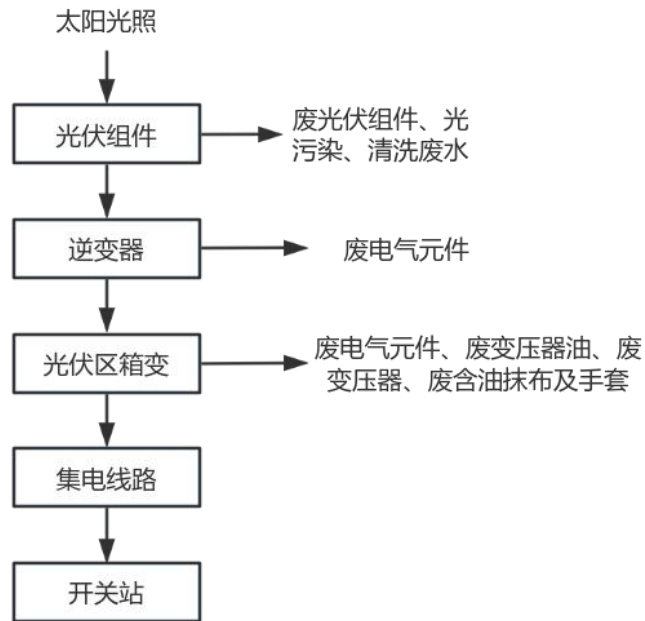 太阳光照
光伏组件
废光伏组件、光
污染、清洗废水
逆变器
废电气元件
光伏区箱变
废电气元件、废变压器油、废
变压器、废含油抹布及手套
集电线路
开关站